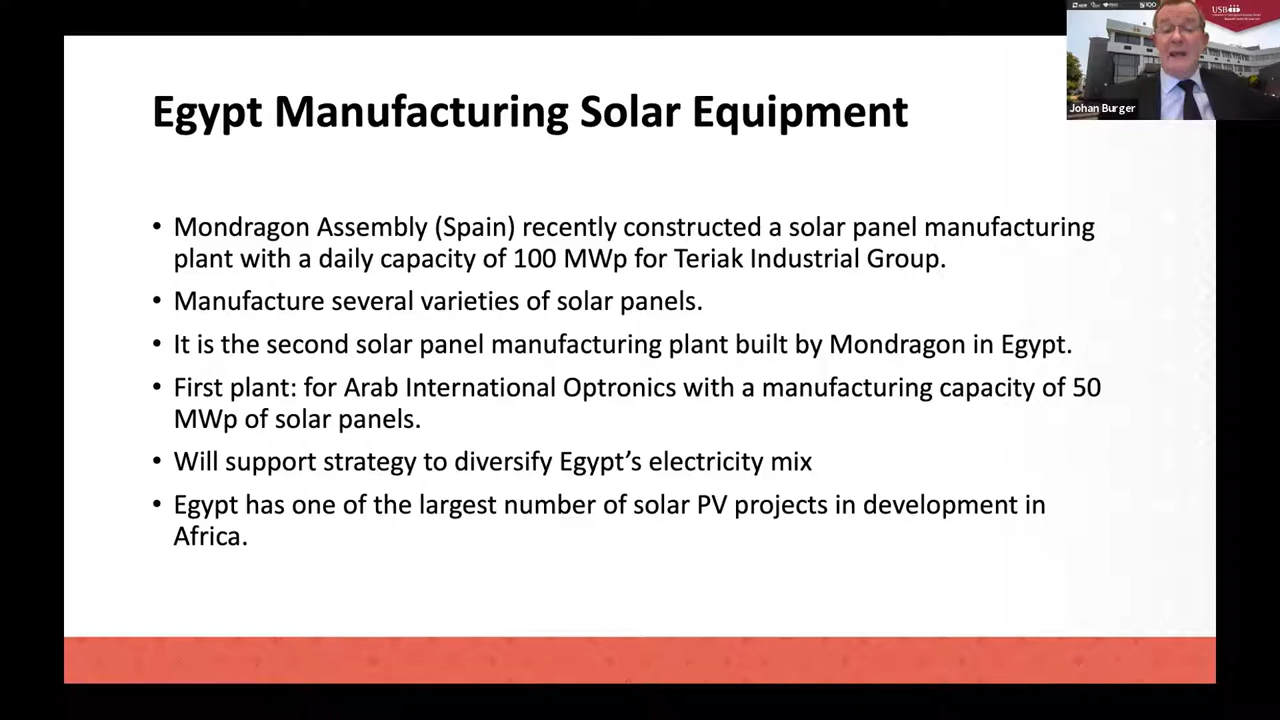 USB
Johan Burger
Egypt Manufacturing Solar Equipment
• Mondragon Assembly (Spain) recently constructed a solar panel manufacturing
plant with a daily capacity of 100 MWp for Teriak Industrial Group.
• Manufacture several varieties of solar panels.
• It is the second solar panel manufacturing plant built by Mondragon in Egypt.
• First plant: for Arab International Optronics with a manufacturing capacity of 50
MWp of solar panels.
• Will support strategy to diversify Egypt’s electricity mix
• Egypt has one of the largest number of solar PV projects in development in
Africa.